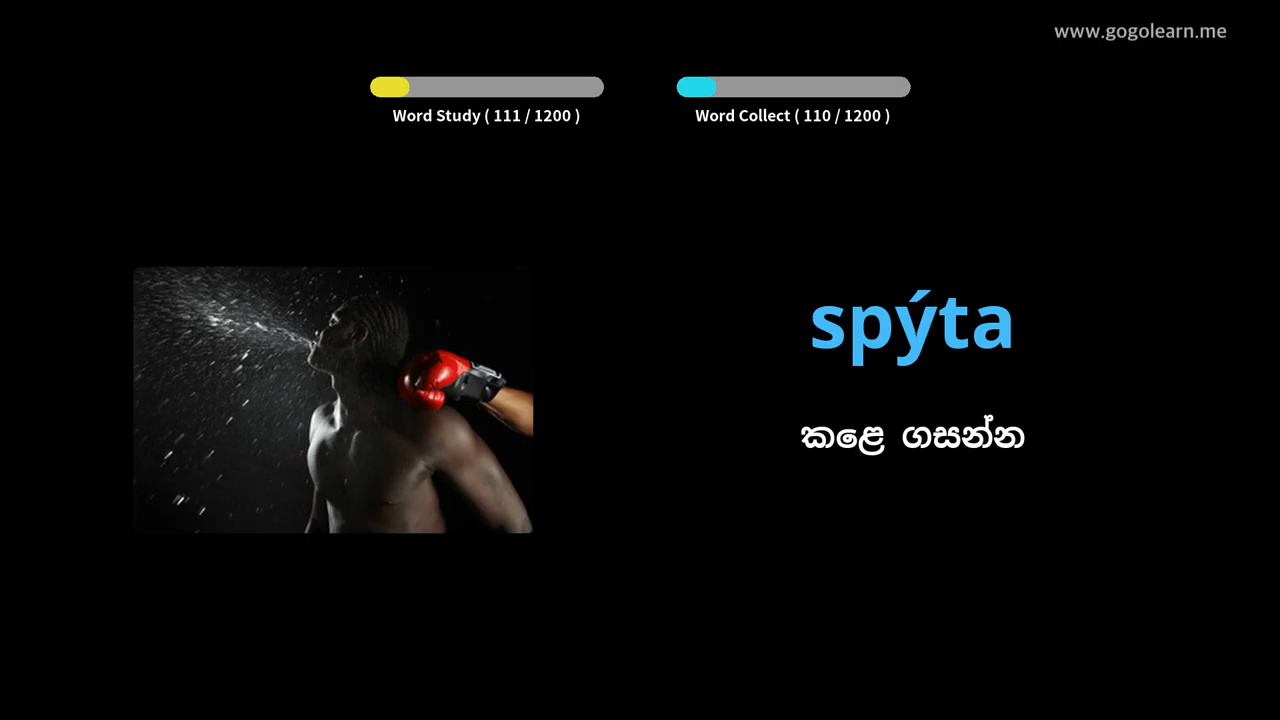 www.gogolearn.me
Word Study ( 111 / 1200 )
Word Collect ( 110 / 1200 )
spýta
කළෙ ගසන්න